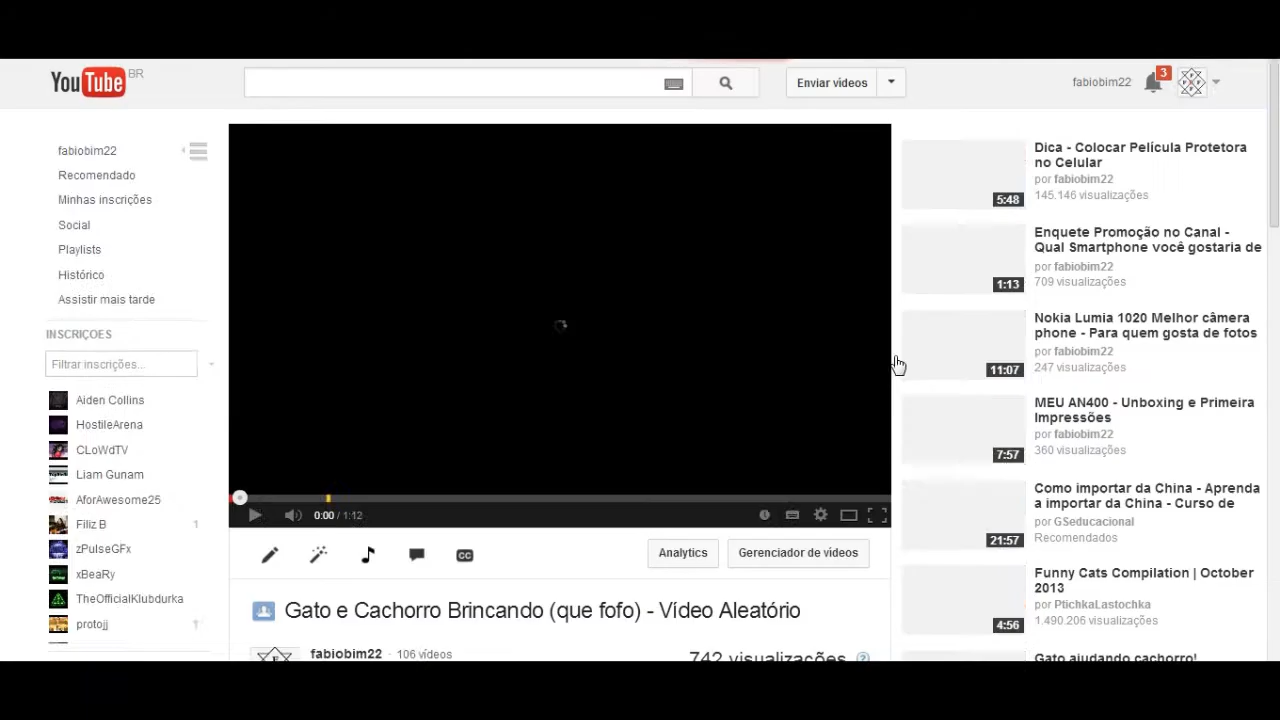 YouTube BR
Enviar vídeos
fabiobim22
3
fabiobim22
Recomendado
Minhas inscrições
Social
Playlists
Histórico
Assistir mais tarde
INSCRIÇÕES
Filtrar inscrições...
Aiden Collins
HostileArena
CLoWdTV
Liam Gunam
AforAwesome25
Filiz B 1
zPulseGFx
xBeaRy
TheOfficialKlubdurka
protojj
0:00 / 1:12
CC
Analytics
Gerenciador de vídeos
Gato e Cachorro Brincando (que fofo) - Vídeo Aleatório
fabiobim22 · 106 vídeos
742 visualizações
5:48
Dica - Colocar Película Protetora
no Celular
por fabiobim22
145.146 visualizações
1:13
Enquete Promoção no Canal -
Qual Smartphone você gostaria de
por fabiobim22
709 visualizações
11:07
Nokia Lumia 1020 Melhor câmera
phone - Para quem gosta de fotos
por fabiobim22
247 visualizações
7:57
MEU AN400 - Unboxing e Primeira
Impressões
por fabiobim22
360 visualizações
21:57
Como importar da China - Aprenda
a importar da China - Curso de
por GSeducacional
Recomendados
4:56
Funny Cats Compilation | October
2013
por PtichkaLastochka
1.490.206 visualizações
Gato ajudando cachorro!